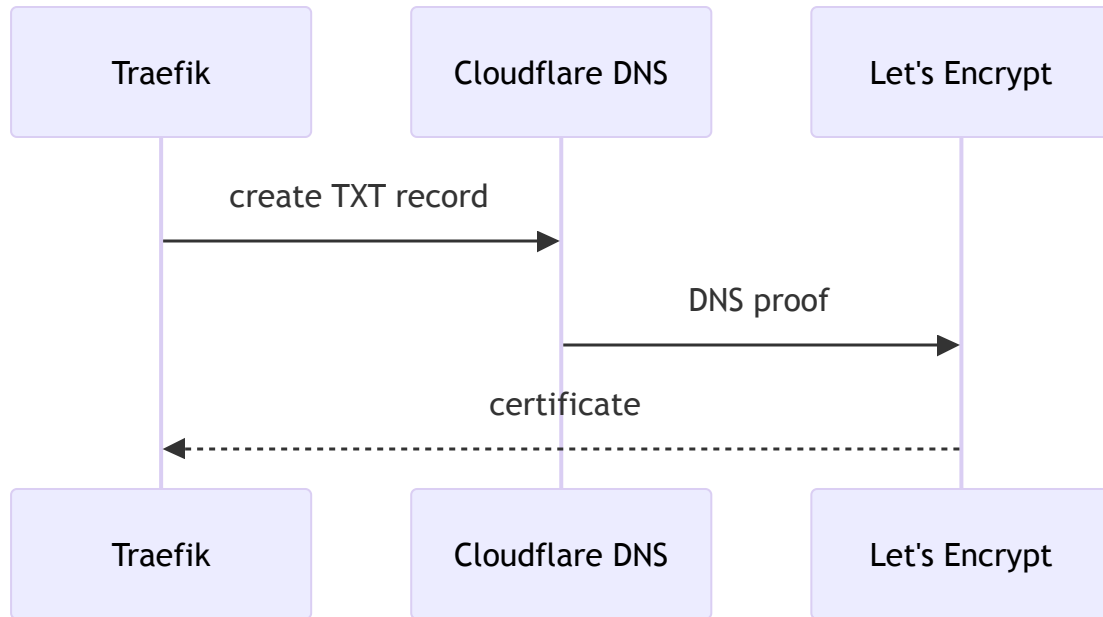 Traefik
Cloudflare DNS
Let's Encrypt
create TXT record
DNS proof
certificate
Traefik
Cloudflare DNS
Let's Encrypt